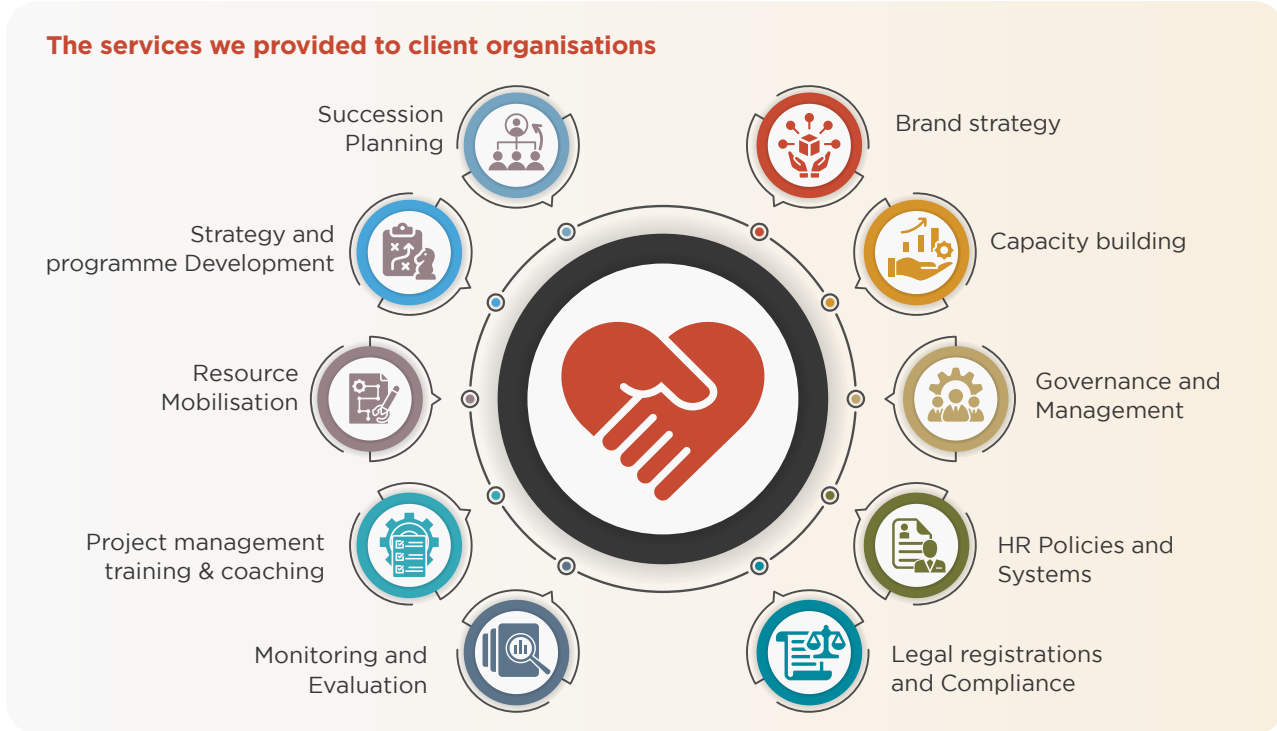 The services we provided to client organisations
Succession
Planning
Strategy and
programme Development
Resource
Mobilisation
Project management
training & coaching
Monitoring and
Evaluation
Brand strategy
Capacity building
Governance and
Management
HR Policies and
Systems
Legal registrations
and Compliance